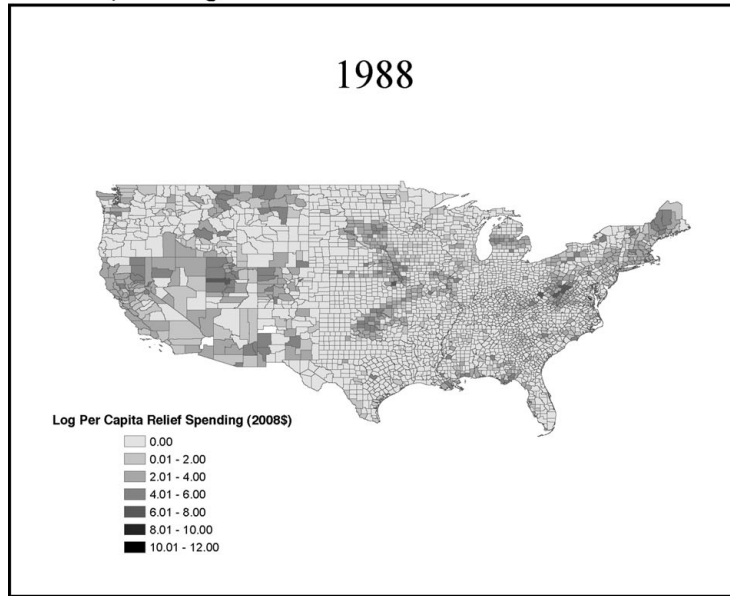 1988
Log Per Capita Relief Spending (2008$)
0.00
0.01 - 2.00
2.01 - 4.00
4.01 - 6.00
6.01 - 8.00
8.01 - 10.00
10.01 - 12.00